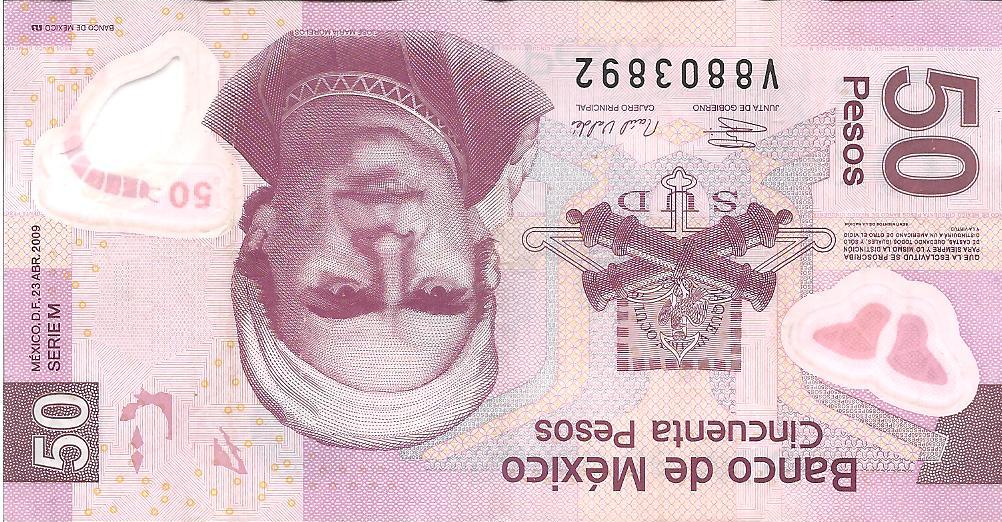 Banco de México
Cincuenta Pesos
50
MÉXICO, D.F., 23 ABR. 2009
SERIE M
QUE LA ESCLAVITUD SE PROSCRIBA
PARA SIEMPRE Y LO MISMO LA DISTINCIÓN
DE CASTAS, QUEDANDO TODOS IGUALES, Y SÓLO
DISTINGUIRÁ A UN AMERICANO DE OTRO EL VICIO
Y LA VIRTUD.
SENTIMIENTOS DE LA NACIÓN
SUD
50
50
Pesos
JUNTA DE GOBIERNO
CAJERO PRINCIPAL
V8803892
JOSÉ MARÍA MORELOS
BANCO DE MÉXICO